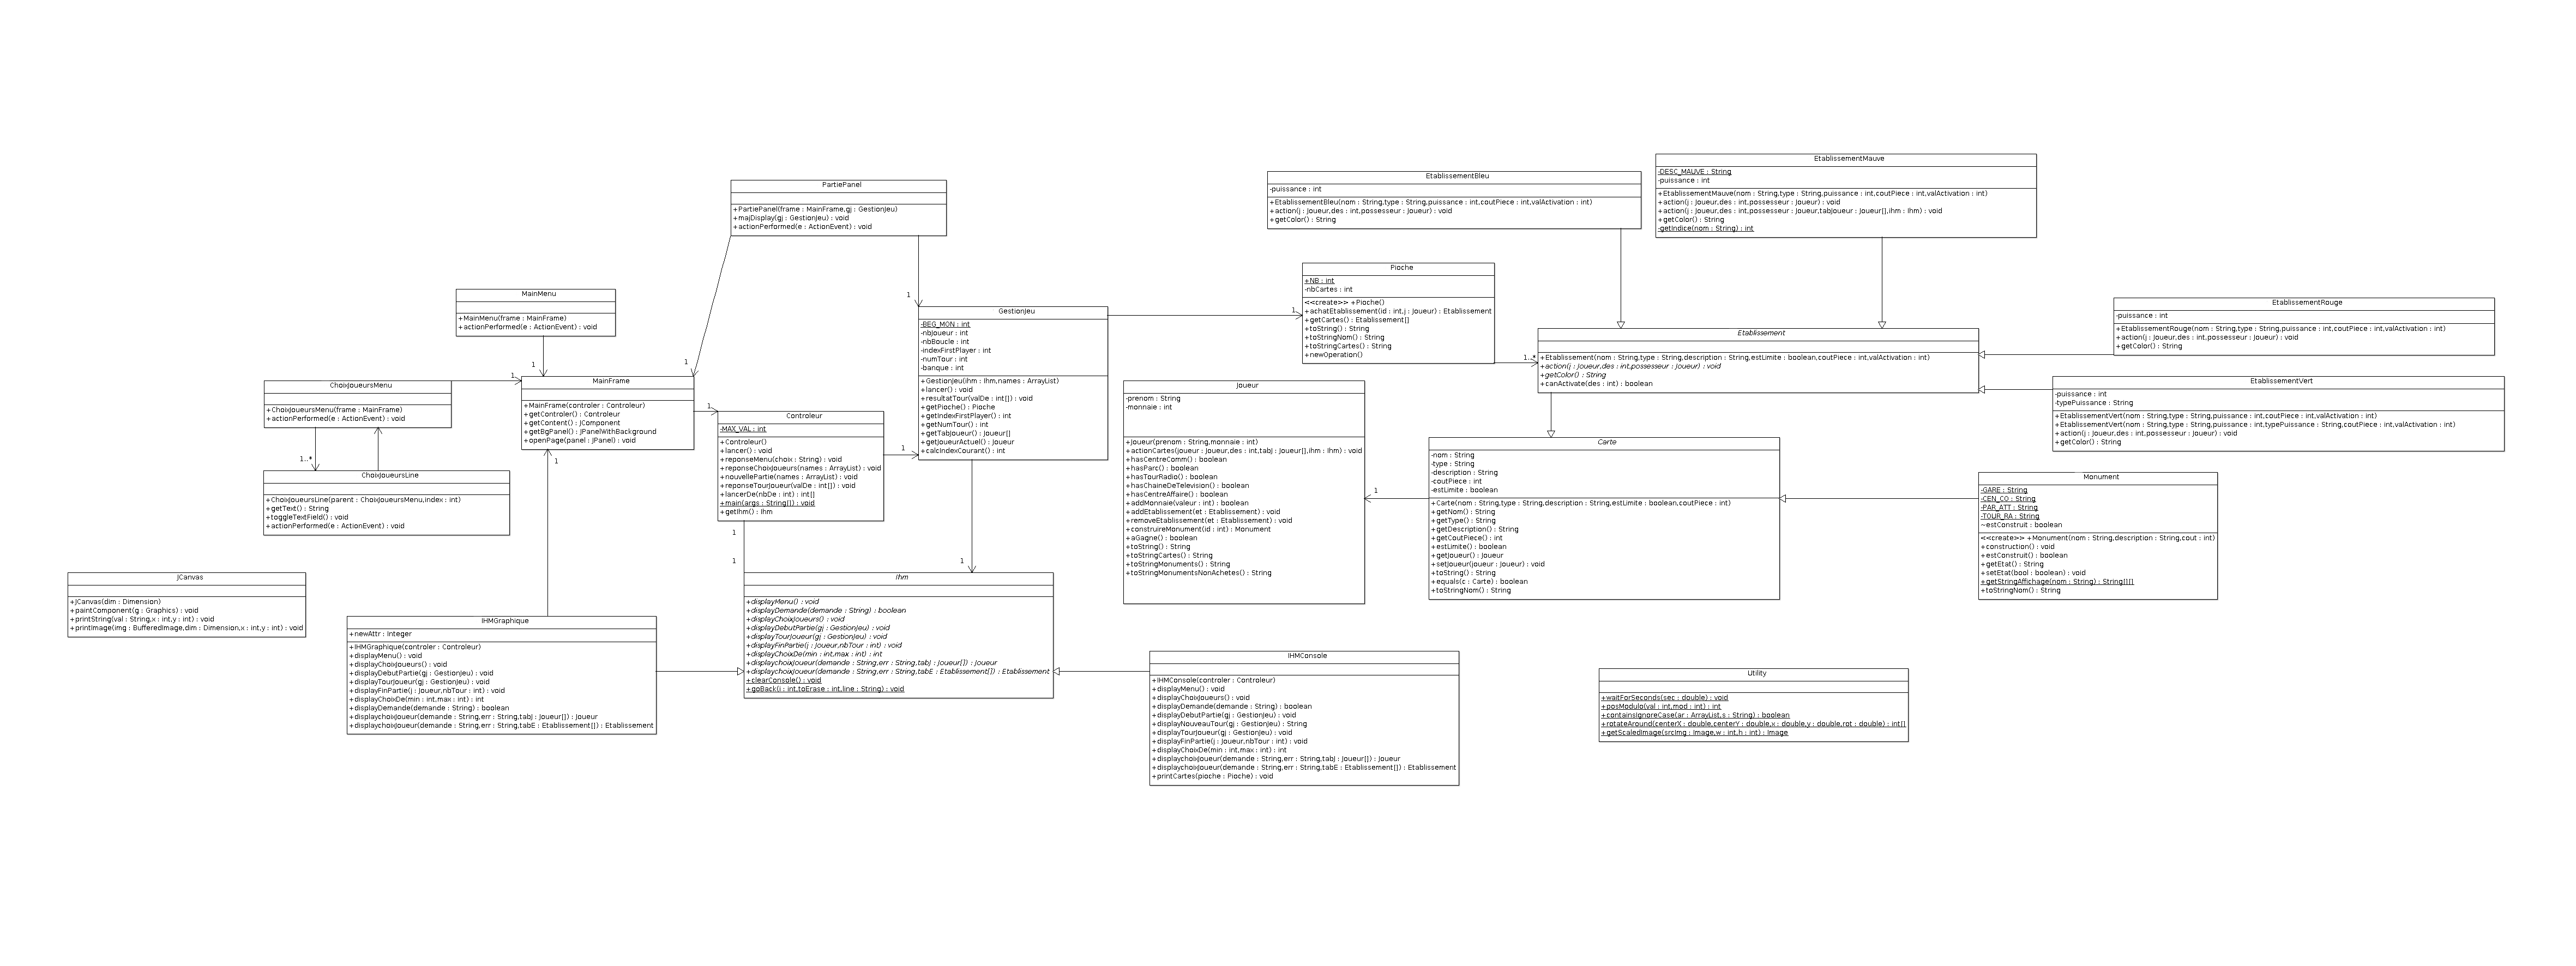 EtablissementMauve
-DESC_MAUVE : String
-puissance : int
+EtablissementMauve(nom : String,type : String,puissance : int,coutPiece : int,valActivation : int)
+action(j : Joueur,des : int,possesseur : Joueur) : void
+action(j : Joueur,des : int,possesseur : Joueur,tabJoueur : Joueur[],ihm : Ihm) : void
+getColor() : String
-getIndice(nom : String) : int
EtablissementBleu
-puissance : int
+EtablissementBleu(nom : String,type : String,puissance : int,coutPiece : int,valActivation : int)
+action(j : Joueur,des : int,possesseur : Joueur) : void
+getColor() : String
PartiePanel
+PartiePanel(frame : MainFrame,gj : GestionJeu)
+majDisplay(gj : GestionJeu) : void
+actionPerformed(e : ActionEvent) : void
1
1
Pioche
+NB : int
-nbCartes : int
<<create>> +Pioche()
+achatEtablissement(id : int,j : Joueur) : Etablissement
+getCartes() : Etablissement[]
+toString() : String
+toStringNom() : String
+toStringCartes() : String
+newOperation()
1
1..*
MainMenu
+MainMenu(frame : MainFrame)
+actionPerformed(e : ActionEvent) : void
1
EtablissementRouge
-puissance : int
+EtablissementRouge(nom : String,type : String,puissance : int,coutPiece : int,valActivation : int)
+action(j : Joueur,des : int,possesseur : Joueur) : void
+getColor() : String
GestionJeu
-BEG_MON : int
-nbJoueur : int
-nbBoucle : int
-indexFirstPlayer : int
-numTour : int
-banque : int
+GestionJeu(ihm : Ihm,names : ArrayList)
+lancer() : void
+resultatTour(valDe : int[]) : void
+getPioche() : Pioche
+getIndexFirstPlayer() : int
+getNumTour() : int
+getTabJoueur() : Joueur[]
+getJoueurActuel() : Joueur
+calcIndexCourant() : int
Etablissement
+Etablissement(nom : String,type : String,description : String,estLimite : boolean,coutPiece : int,valActivation : int)
+action(j : Joueur,des : int,possesseur : Joueur) : void
+getColor() : String
+canActivate(des : int) : boolean
EtablissementVert
-puissance : int
-typePuissance : String
+EtablissementVert(nom : String,type : String,puissance : int,coutPiece : int,valActivation : int)
+EtablissementVert(nom : String,type : String,puissance : int,typePuissance : String,coutPiece : int,valActivation : int)
+action(j : Joueur,des : int,possesseur : Joueur) : void
+getColor() : String
MainFrame
+MainFrame(controler : Controleur)
+getControler() : Controleur
+getContent() : JComponent
+getBgPanel() : JPanelWithBackground
+openPage(panel : JPanel) : void
1
ChoixJoueursMenu
+ChoixJoueursMenu(frame : MainFrame)
+actionPerformed(e : ActionEvent) : void
1
1..*
ChoixJoueursLine
+ChoixJoueursLine(parent : ChoixJoueursMenu,index : int)
+getText() : String
+toggleTextField() : void
+actionPerformed(e : ActionEvent) : void
Joueur
-prenom : String
-monnaie : int
+Joueur(prenom : String,monnaie : int)
+actionCartes(joueur : Joueur,des : int,tabJ : Joueur[],ihm : Ihm) : void
+hasCentreComm() : boolean
+hasParc() : boolean
+hasTourRadio() : boolean
+hasChaineDeTelevision() : boolean
+hasCentreAffaire() : boolean
+addMonnaie(valeur : int) : boolean
+addEtablissement(et : Etablissement) : void
+removeEtablissement(et : Etablissement) : void
+construireMonument(id : int) : Monument
+aGagne() : boolean
+toString() : String
+toStringCartes() : String
+toStringMonuments() : String
+toStringMonumentsNonAchetes() : String
1
Controleur
-MAX_VAL : int
+Controleur()
+lancer() : void
+reponseMenu(choix : String) : void
+reponseChoixJoueurs(names : ArrayList) : void
+nouvellePartie(names : ArrayList) : void
+reponseTourJoueur(valDe : int[]) : void
+lancerDe(nbDe : int) : int[]
+main(args : String[]) : void
+getIhm() : Ihm
1
1
1
1
1
Carte
-nom : String
-type : String
-description : String
-coutPiece : int
-estLimite : boolean
+Carte(nom : String,type : String,description : String,estLimite : boolean,coutPiece : int)
+getNom() : String
+getType() : String
+getDescription() : String
+getCoutPiece() : int
+estLimite() : boolean
+getJoueur() : Joueur
+setJoueur(joueur : Joueur) : void
+toString() : String
+equals(c : Carte) : boolean
+toStringNom() : String
Monument
-GARE : String
-CEN_CO : String
-PAR_ATT : String
-TOUR_RA : String
~estConstruit : boolean
<<create>> +Monument(nom : String,description : String,cout : int)
+construction() : void
+estConstruit() : boolean
+getEtat() : String
+setEtat(bool : boolean) : void
+getStringAffichage(nom : String) : String[][]
+toStringNom() : String
JCanvas
+JCanvas(dim : Dimension)
+paintComponent(g : Graphics) : void
+printString(val : String,x : int,y : int) : void
+printImage(img : BufferedImage,dim : Dimension,x : int,y : int) : void
Ihm
+displayMenu() : void
+displayDemande(demande : String) : boolean
+displayChoixJoueurs() : void
+displayDebutPartie(gj : GestionJeu) : void
+displayTourJoueur(gj : GestionJeu) : void
+displayFinPartie(j : Joueur,nbTour : int) : void
+displayChoixDe(min : int,max : int) : int
+displaychoixJoueur(demande : String,err : String,tabJ : Joueur[]) : Joueur
+displaychoixJoueur(demande : String,err : String,tabE : Etablissement[]) : Etablissement
+clearConsole() : void
+goBack(i : int,toErase : int,line : String) : void
IHMGraphique
+newAttr : Integer
+IHMGraphique(controler : Controleur)
+displayMenu() : void
+displayChoixJoueurs() : void
+displayDebutPartie(gj : GestionJeu) : void
+displayTourJoueur(gj : GestionJeu) : void
+displayFinPartie(j : Joueur,nbTour : int) : void
+displayChoixDe(min : int,max : int) : int
+displayDemande(demande : String) : boolean
+displaychoixJoueur(demande : String,err : String,tabJ : Joueur[]) : Joueur
+displaychoixJoueur(demande : String,err : String,tabE : Etablissement[]) : Etablissement
1
IHMConsole
+IHMConsole(controler : Controleur)
+displayMenu() : void
+displayChoixJoueurs() : void
+displayDemande(demande : String) : boolean
+displayDebutPartie(gj : GestionJeu) : void
+displayNouveauTour(gj : GestionJeu) : String
+displayTourJoueur(gj : GestionJeu) : void
+displayFinPartie(j : Joueur,nbTour : int) : void
+displayChoixDe(min : int,max : int) : int
+displaychoixJoueur(demande : String,err : String,tabJ : Joueur[]) : Joueur
+displaychoixJoueur(demande : String,err : String,tabE : Etablissement[]) : Etablissement
+printCartes(pioche : Pioche) : void
Utility
+waitForSeconds(sec : double) : void
+posModulo(val : int,mod : int) : int
+containsIgnoreCase(ar : ArrayList,s : String) : boolean
+rotateAround(centerX : double,centerY : double,x : double,y : double,rot : double) : int[]
+getScaledImage(srcImg : Image,w : int,h : int) : Image